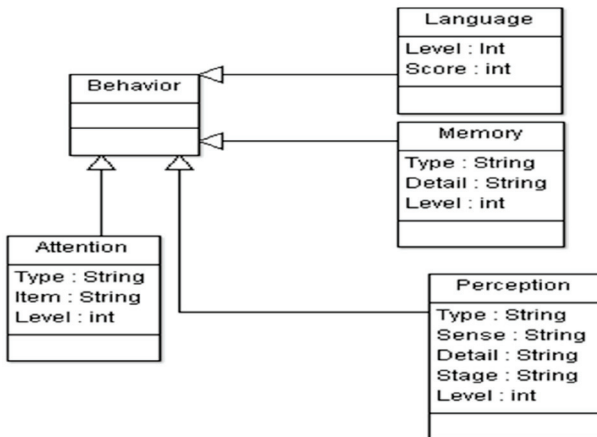 Language
Level : Int
Score : int
Behavior
Memory
Type : String
Detail : String
Level : int
Attention
Type : String
Item : String
Level : int
Perception
Type : String
Sense : String
Detail : String
Stage : String
Level : int